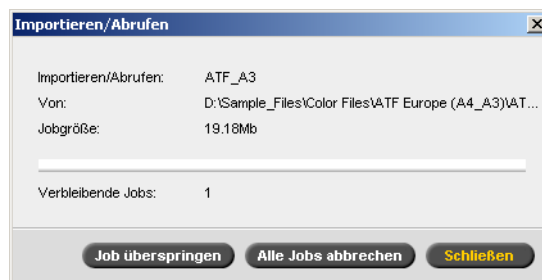 Importieren/Abrufen
Importieren/Abrufen: ATF_A3
Von: D:\Sample_Files\Color Files\ATF Europe (A4_A3)\AT...
Jobgröße: 19.18Mb
Verbleibende Jobs: 1
Job überspringen Alle Jobs abbrechen Schließen